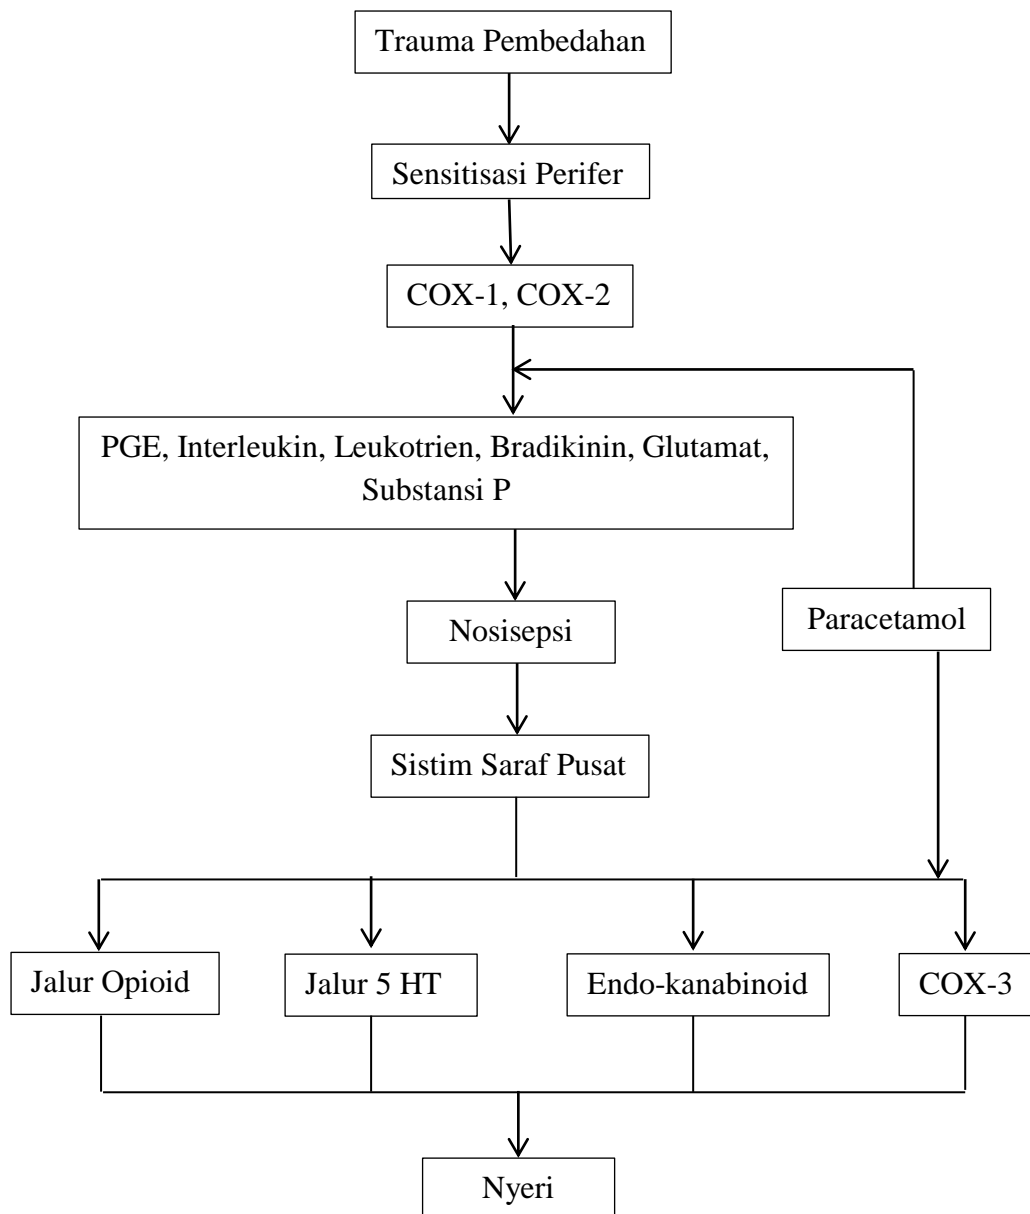 Trauma Pembedahan
Sensitisasi Perifer
COX-1, COX-2
PGE, Interleukin, Leukotrien, Bradikinin, Glutamat,
Substansi P
Nosisepsi
Paracetamol
Sistim Saraf Pusat
Jalur Opioid
Jalur 5 HT
Endo-kanabinoid
COX-3
Nyeri